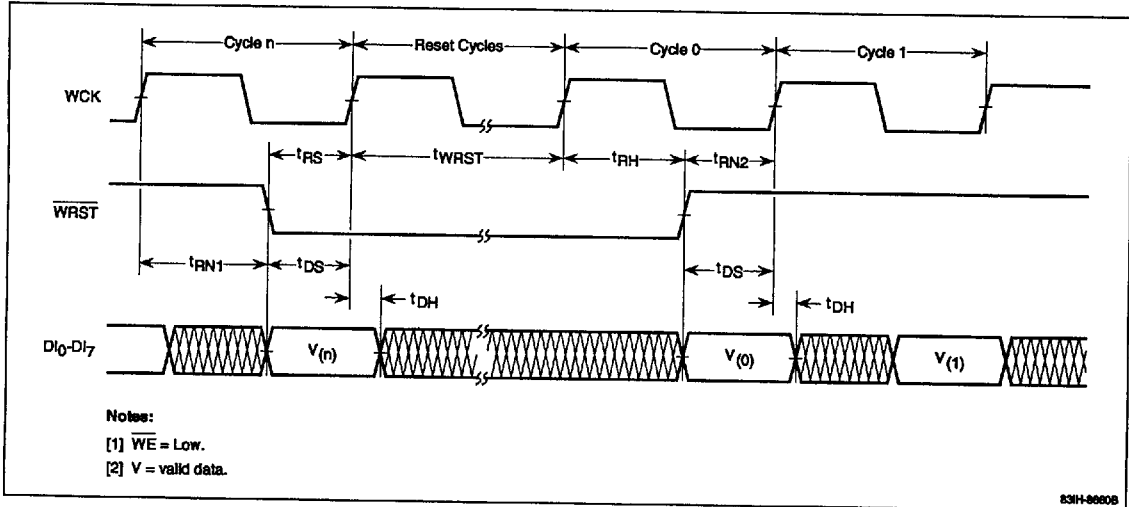 Cycle n Reset Cycles Cycle 0 Cycle 1
WCK
tRS tWRST tRH tRN2
WRST
tRN1 tDS tDS
tDH tDH
DI0-DI7 V(n) V(0) V(1)
Notes:
[1] WE = Low.
[2] V = valid data.
83IH-8660B